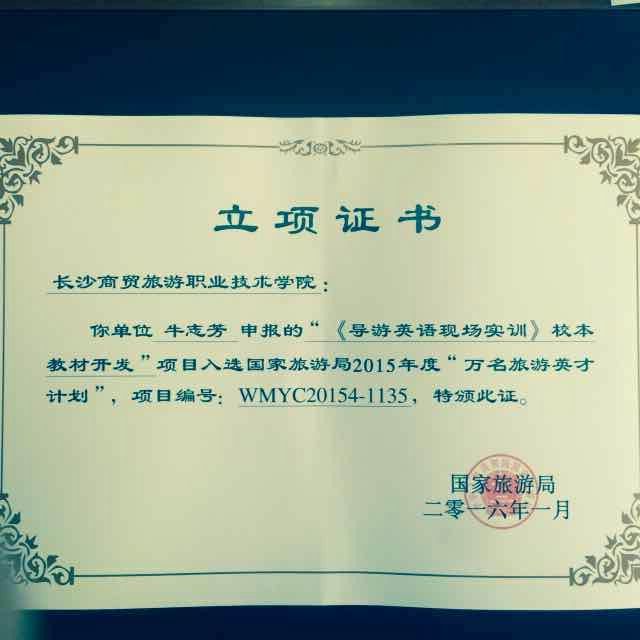 立项证书
长沙商贸旅游职业技术学院：
你单位 牛志芳 申报的“《导游英语现场实训》校本
教材开发”项目入选国家旅游局2015年度“万名旅游英才
计划”，项目编号：WMYC20154-1135，特颁此证。
国家旅游局
二零一六年一月